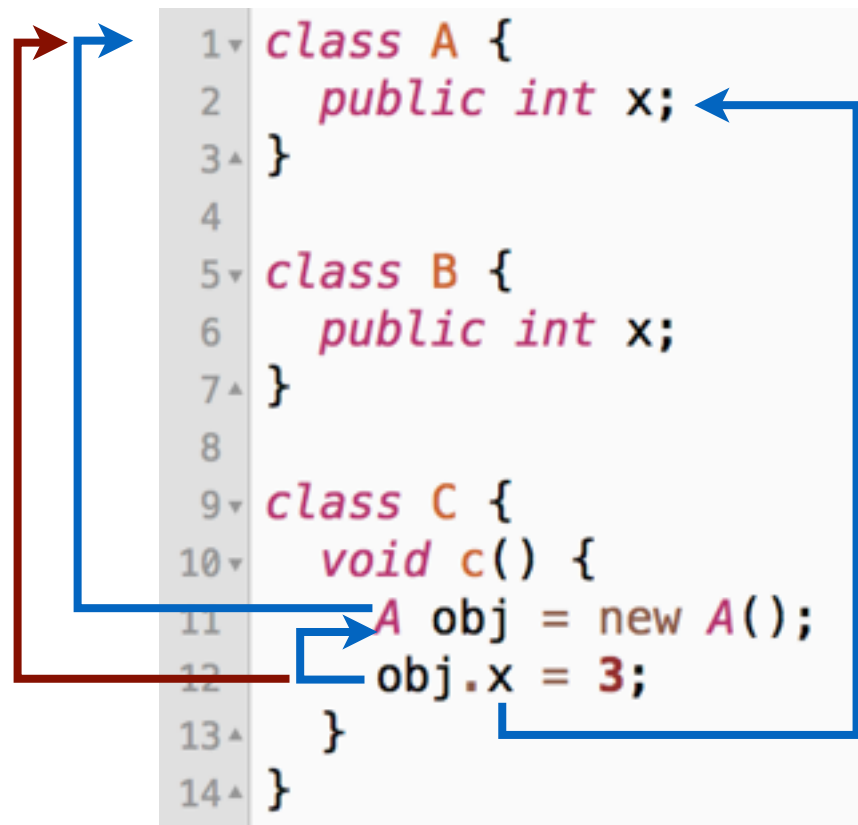 1 class A {
2   public int x;
3 }
4
5 class B {
6   public int x;
7 }
8
9 class C {
10   void c() {
11     A obj = new A();
12     obj.x = 3;
13   }
14 }